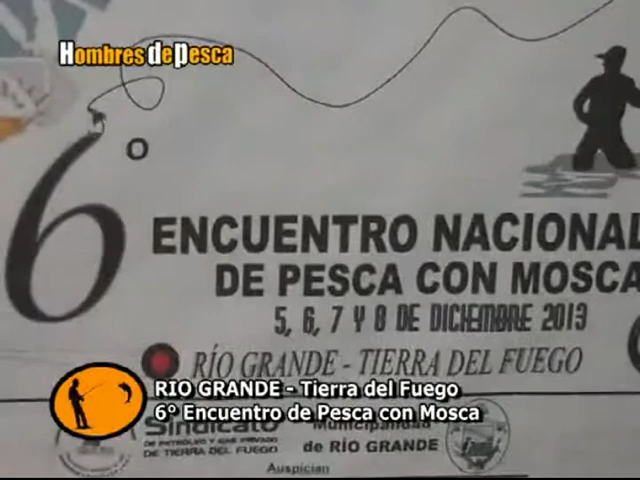 Hombres de pesca
6°
ENCUENTRO NACIONAL
DE PESCA CON MOSCA
5, 6, 7 Y 8 DE DICIEMBRE 2013
RÍO GRANDE - TIERRA DEL FUEGO
RIO GRANDE - Tierra del Fuego
6º Encuentro de Pesca con Mosca
Sindicato
DE PETROLEO Y GAS PRIVADO
DE TIERRA DEL FUEGO
Municipalidad
de RÍO GRANDE
Auspician